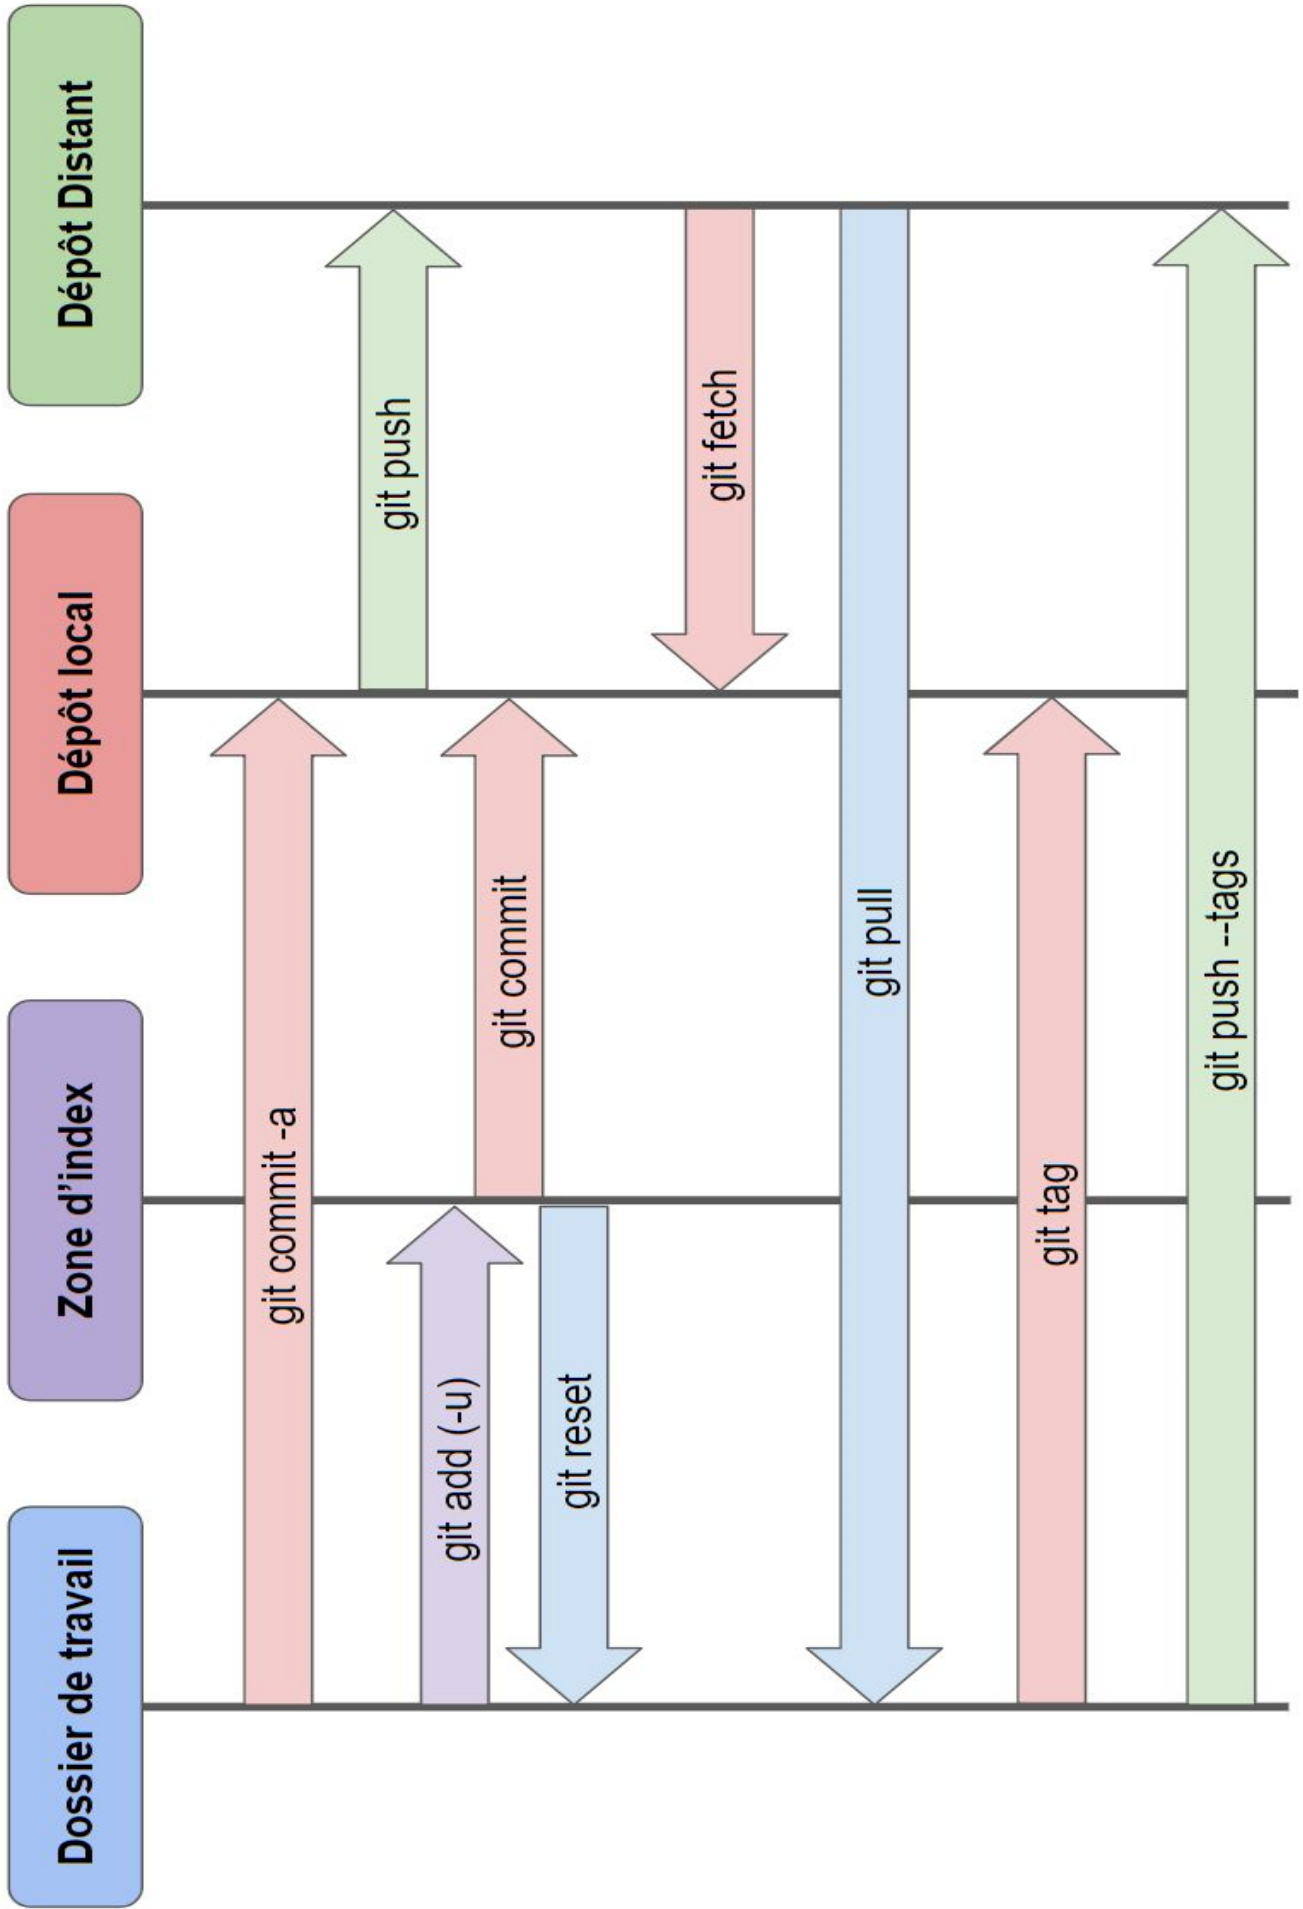 Dossier de travail
Zone d’index
Dépôt local
Dépôt Distant
git commit -a
git push
git add (-u)
git commit
git reset
git fetch
git pull
git tag
git push --tags